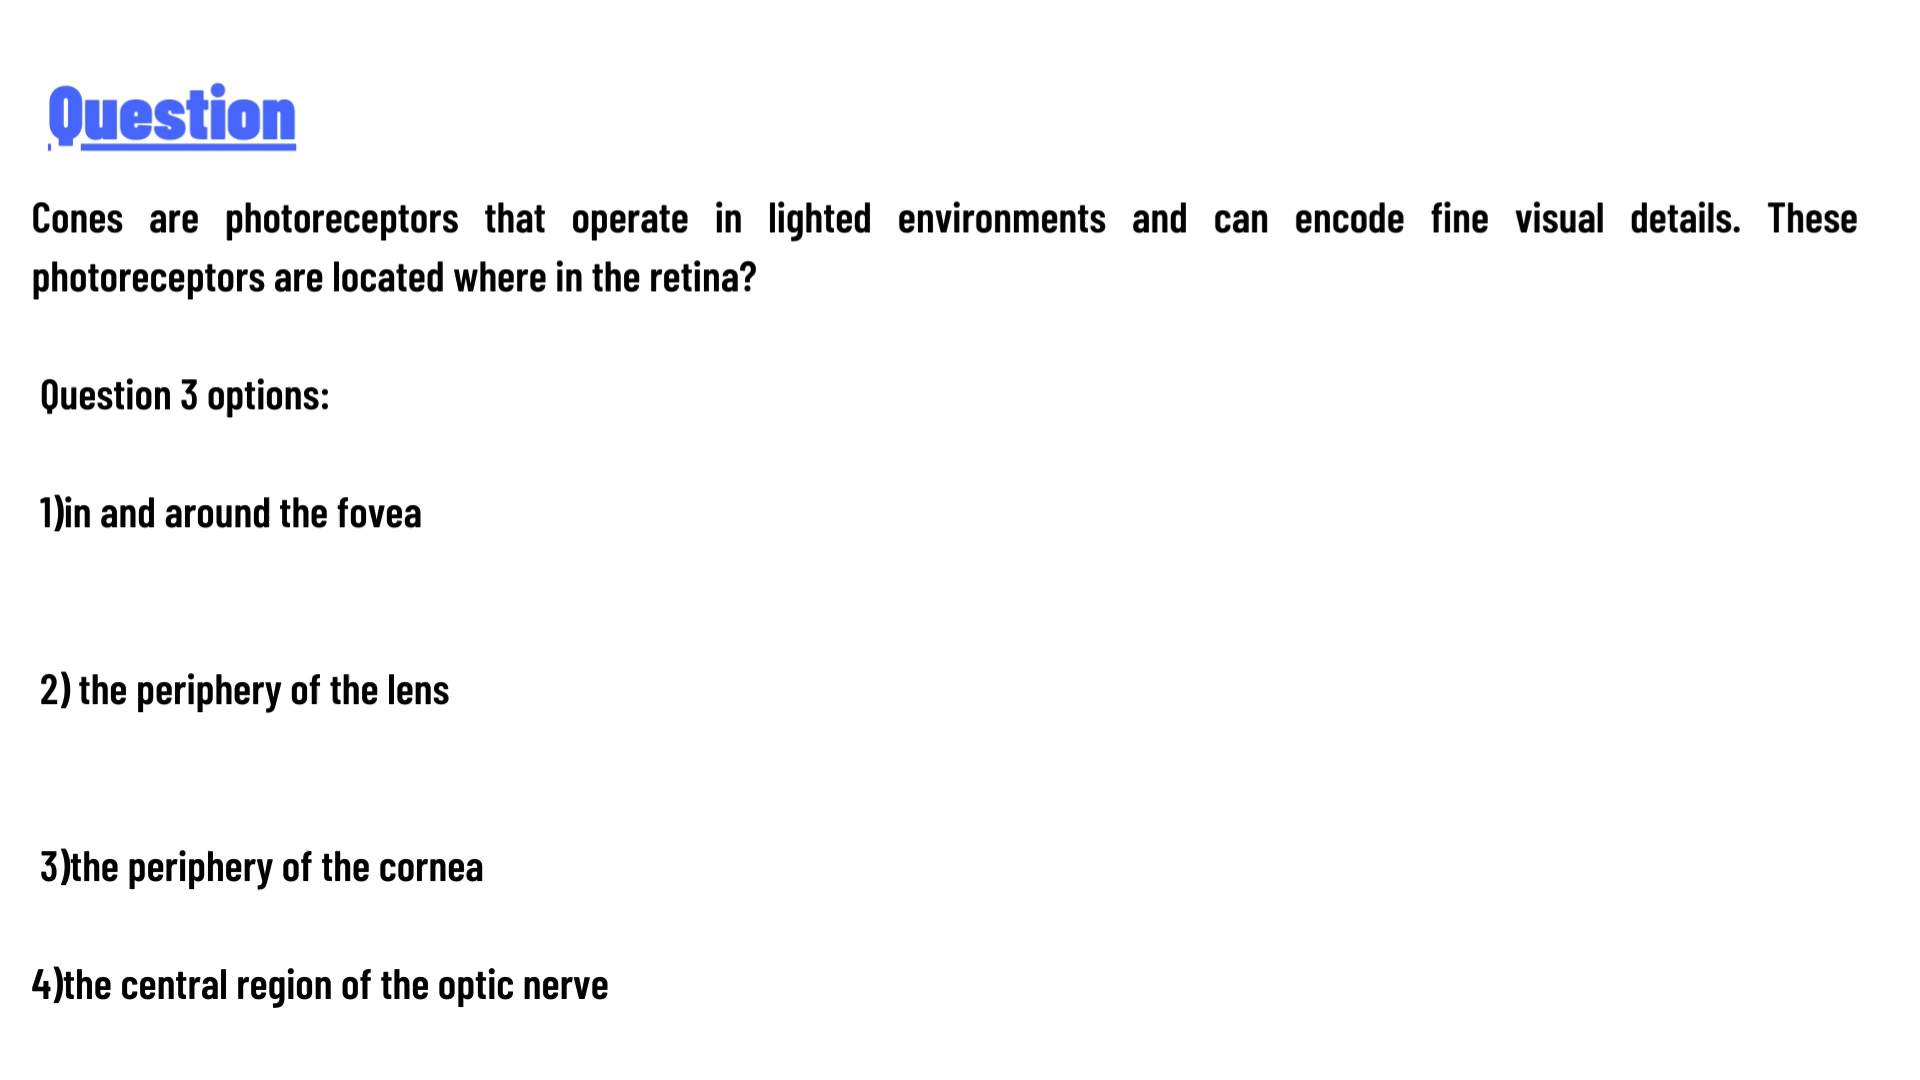 Question
Cones are photoreceptors that operate in lighted environments and can encode fine visual details. These
photoreceptors are located where in the retina?
Question 3 options:
1)in and around the fovea
2) the periphery of the lens
3)the periphery of the cornea
4)the central region of the optic nerve